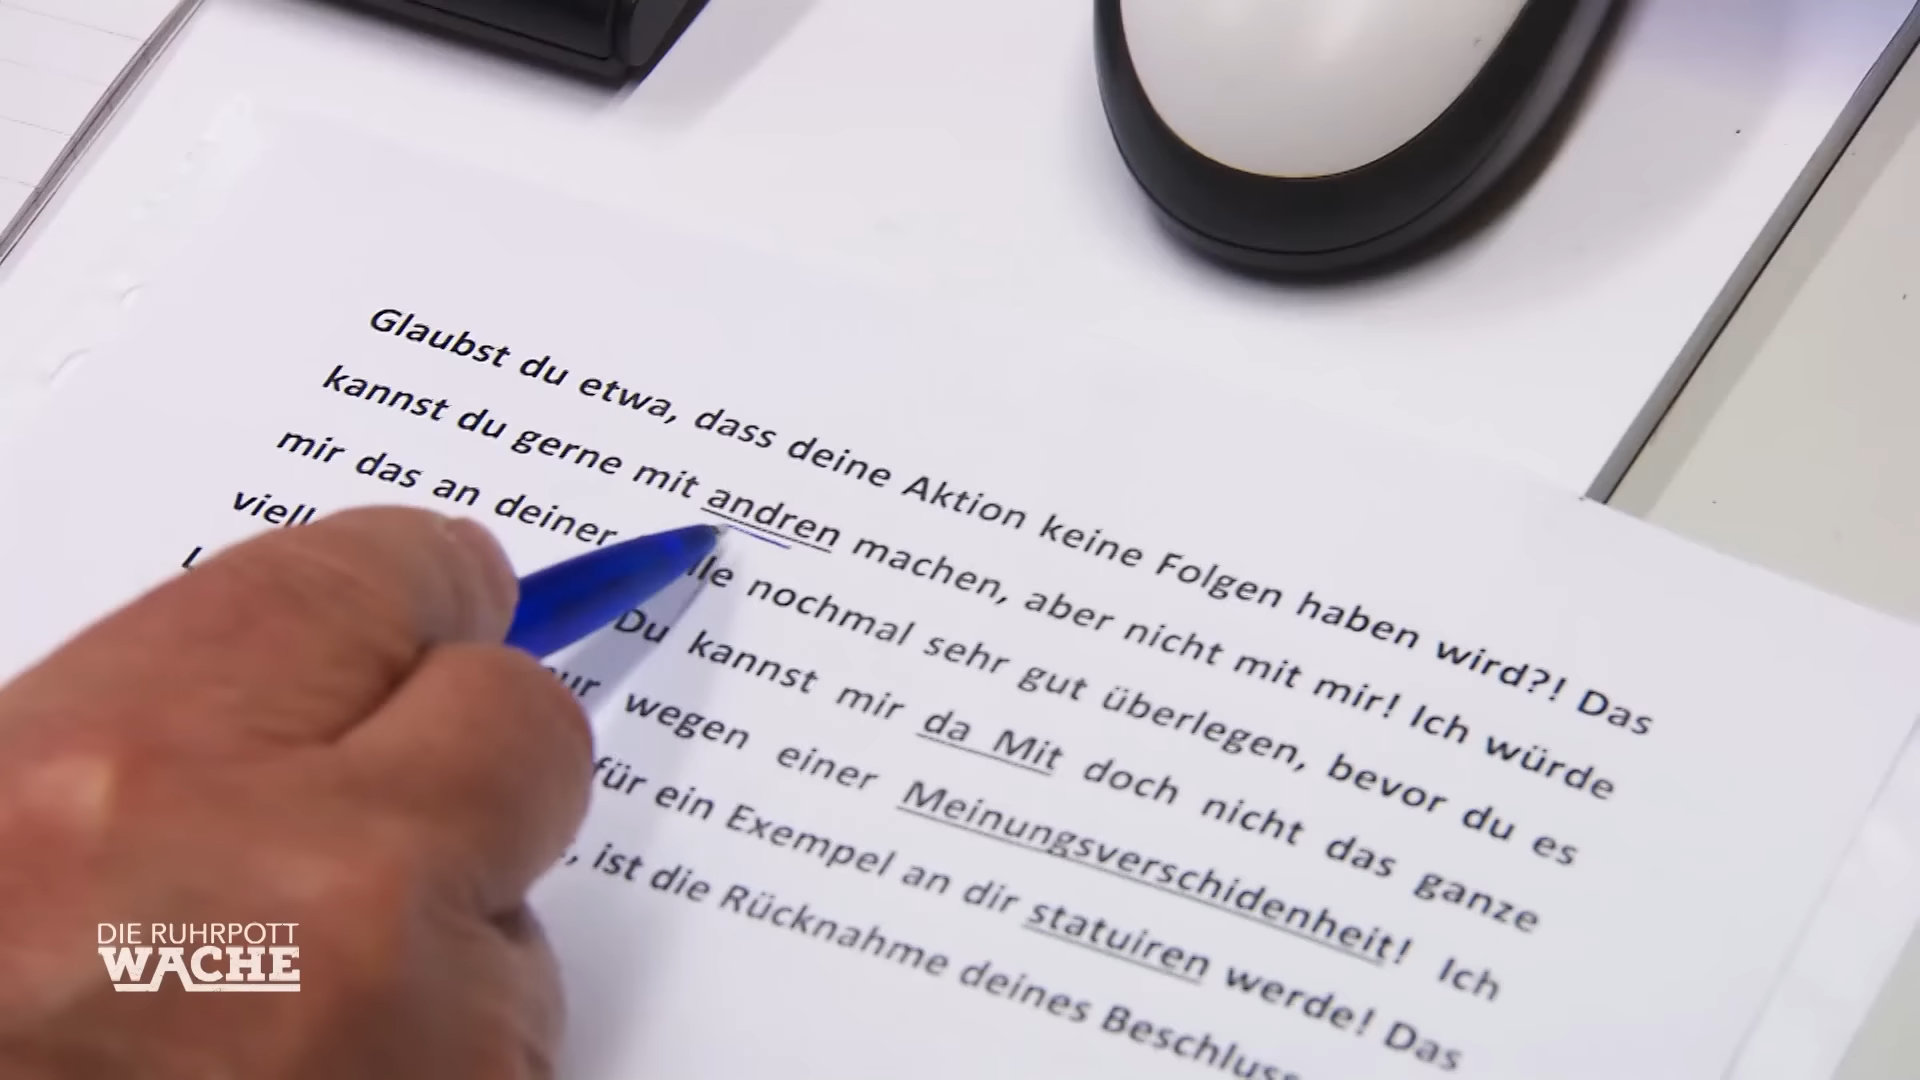 Glaubst du etwa, dass deine Aktion keine Folgen haben wird?! Das
kannst du gerne mit andren machen, aber nicht mit mir! Ich würde
mir das an deiner nochmal sehr gut überlegen, bevor du es
Du kannst mir da Mit doch nicht das ganze
wegen einer Meinungsverschidenheit! Ich
für ein Exempel an dir statuiren werde! Das
ist die Rücknahme deines
DIE RUHRPOTT
WACHE